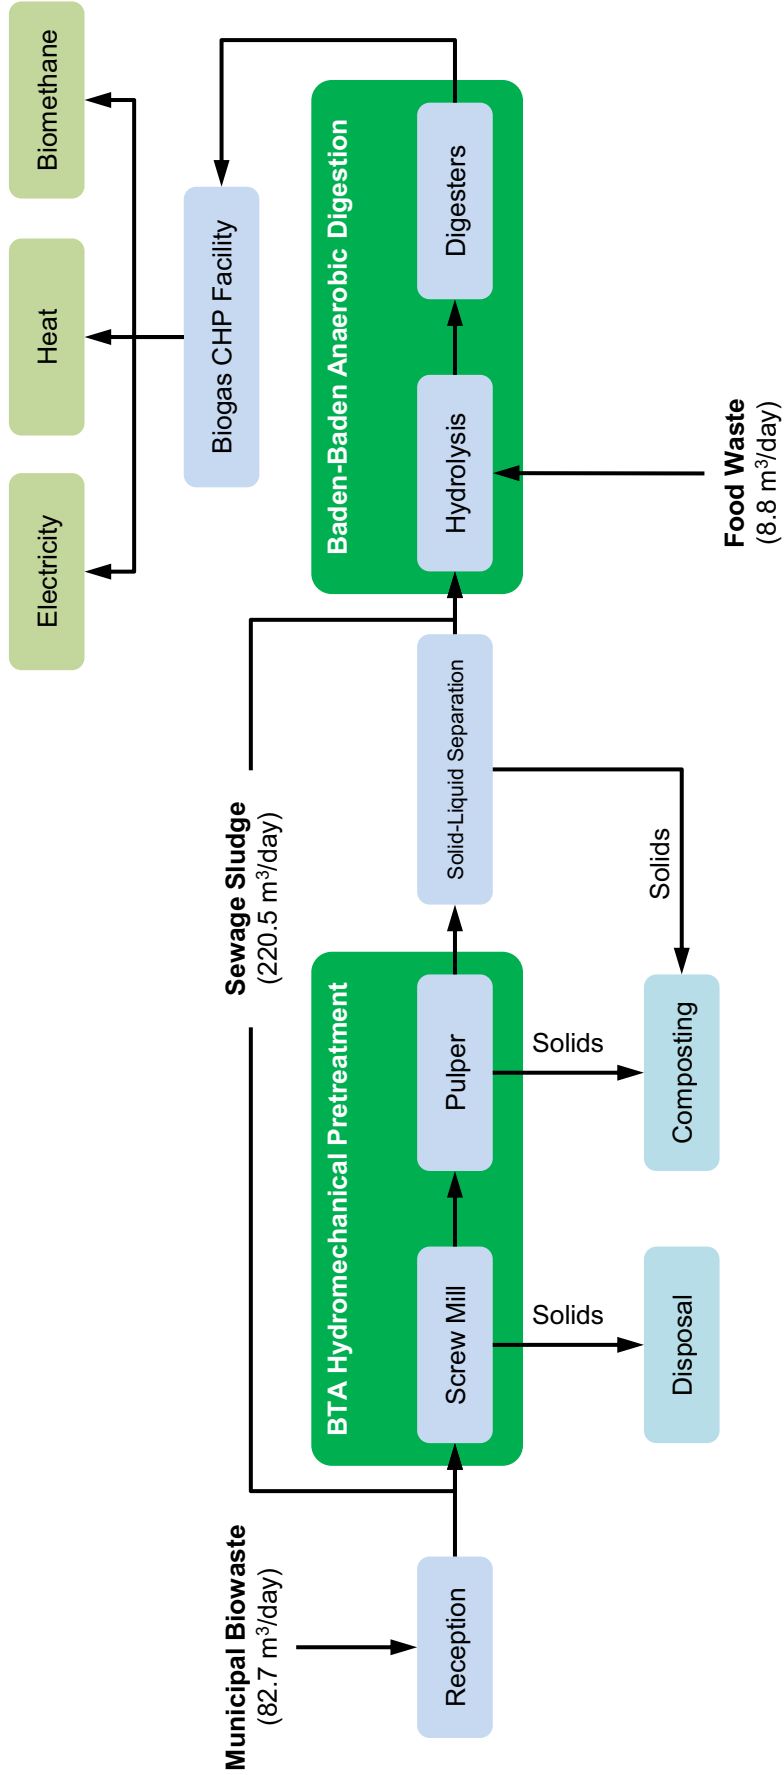 Municipal Biowaste
(82.7 m³/day)
Reception
Sewage Sludge
(220.5 m³/day)
BTA Hydromechanical Pretreatment
Screw Mill
Pulper
Solids
Solids
Disposal
Composting
Solid-Liquid Separation
Solids
Baden-Baden Anaerobic Digestion
Hydrolysis
Digesters
Food Waste
(8.8 m³/day)
Biogas CHP Facility
Electricity
Heat
Biomethane